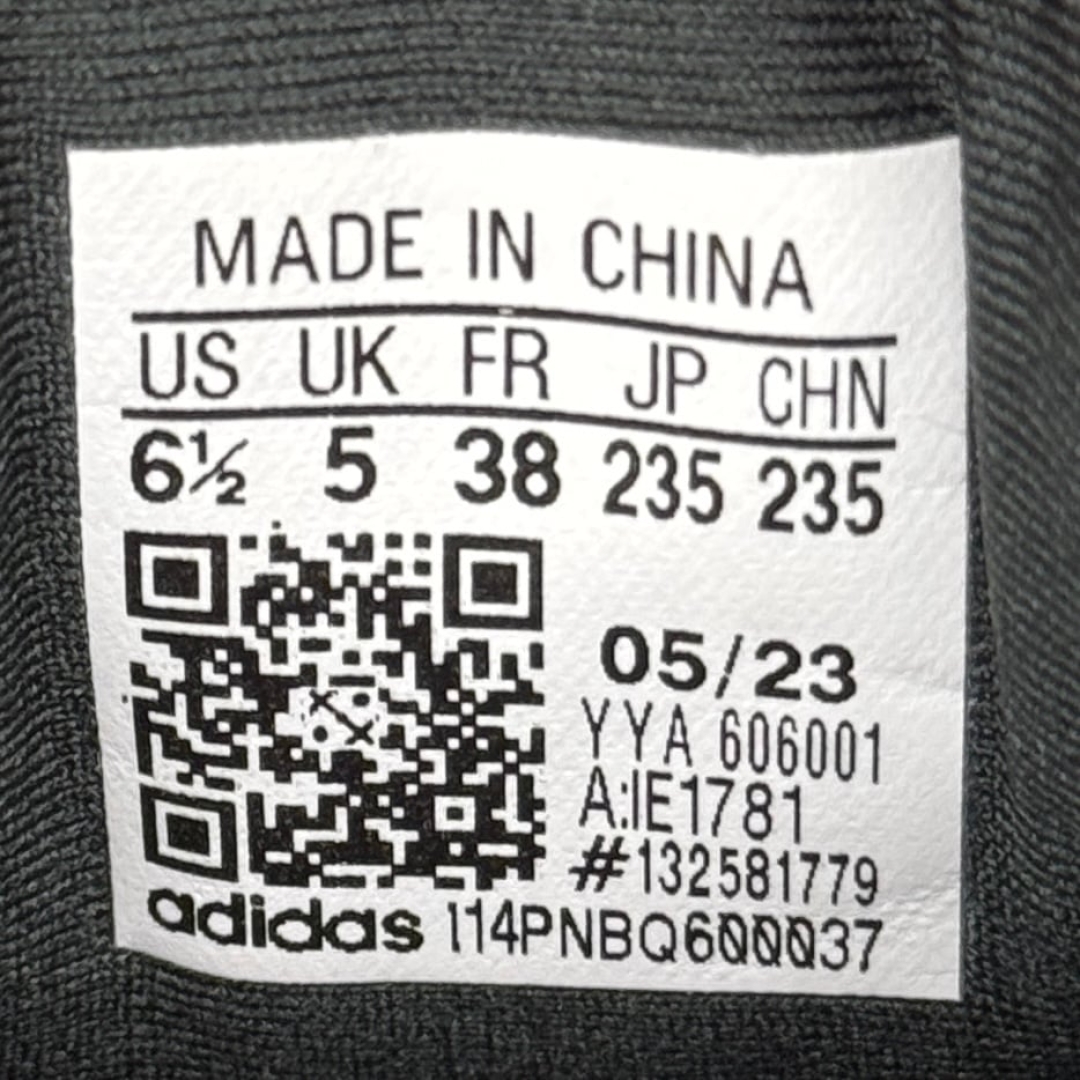 MADE IN CHINA
US UK FR JP CHN
6½ 5 38 235 235
05/23
YYA 606001
A:IE1781
#132581779
adidas 114PNBQ600037